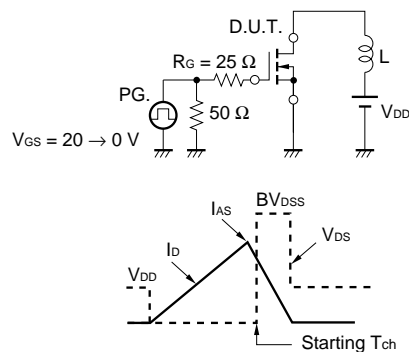 D.U.T.
RG = 25 Ω
L
PG.
50 Ω
VDD
VGS = 20 → 0 V
BVDSS
IAS
ID
VDS
VDD
Starting Tch